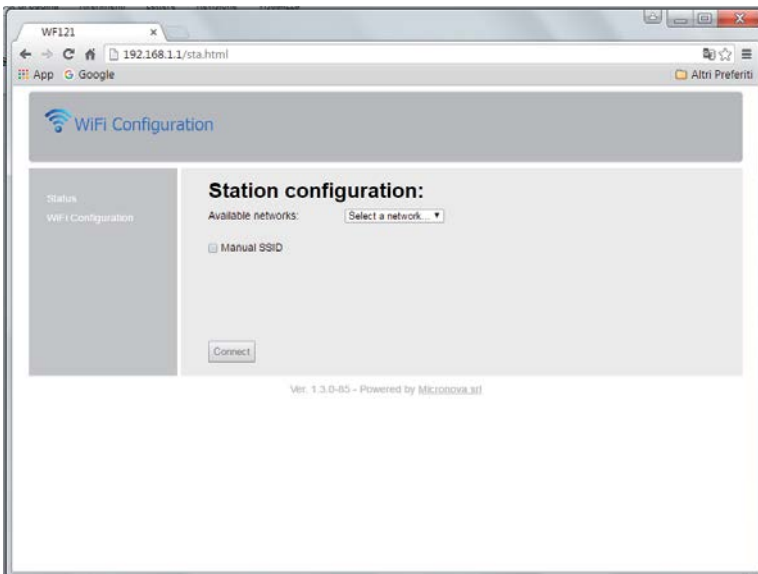 WF121
192.168.1.1/sta.html
App Google Altri Preferiti
WiFi Configuration
Status
WiFi Configuration
Station configuration:
Available networks: Select a network...
Manual SSID
Connect
Ver. 1.3.0-85 - Powered by Micronova srl